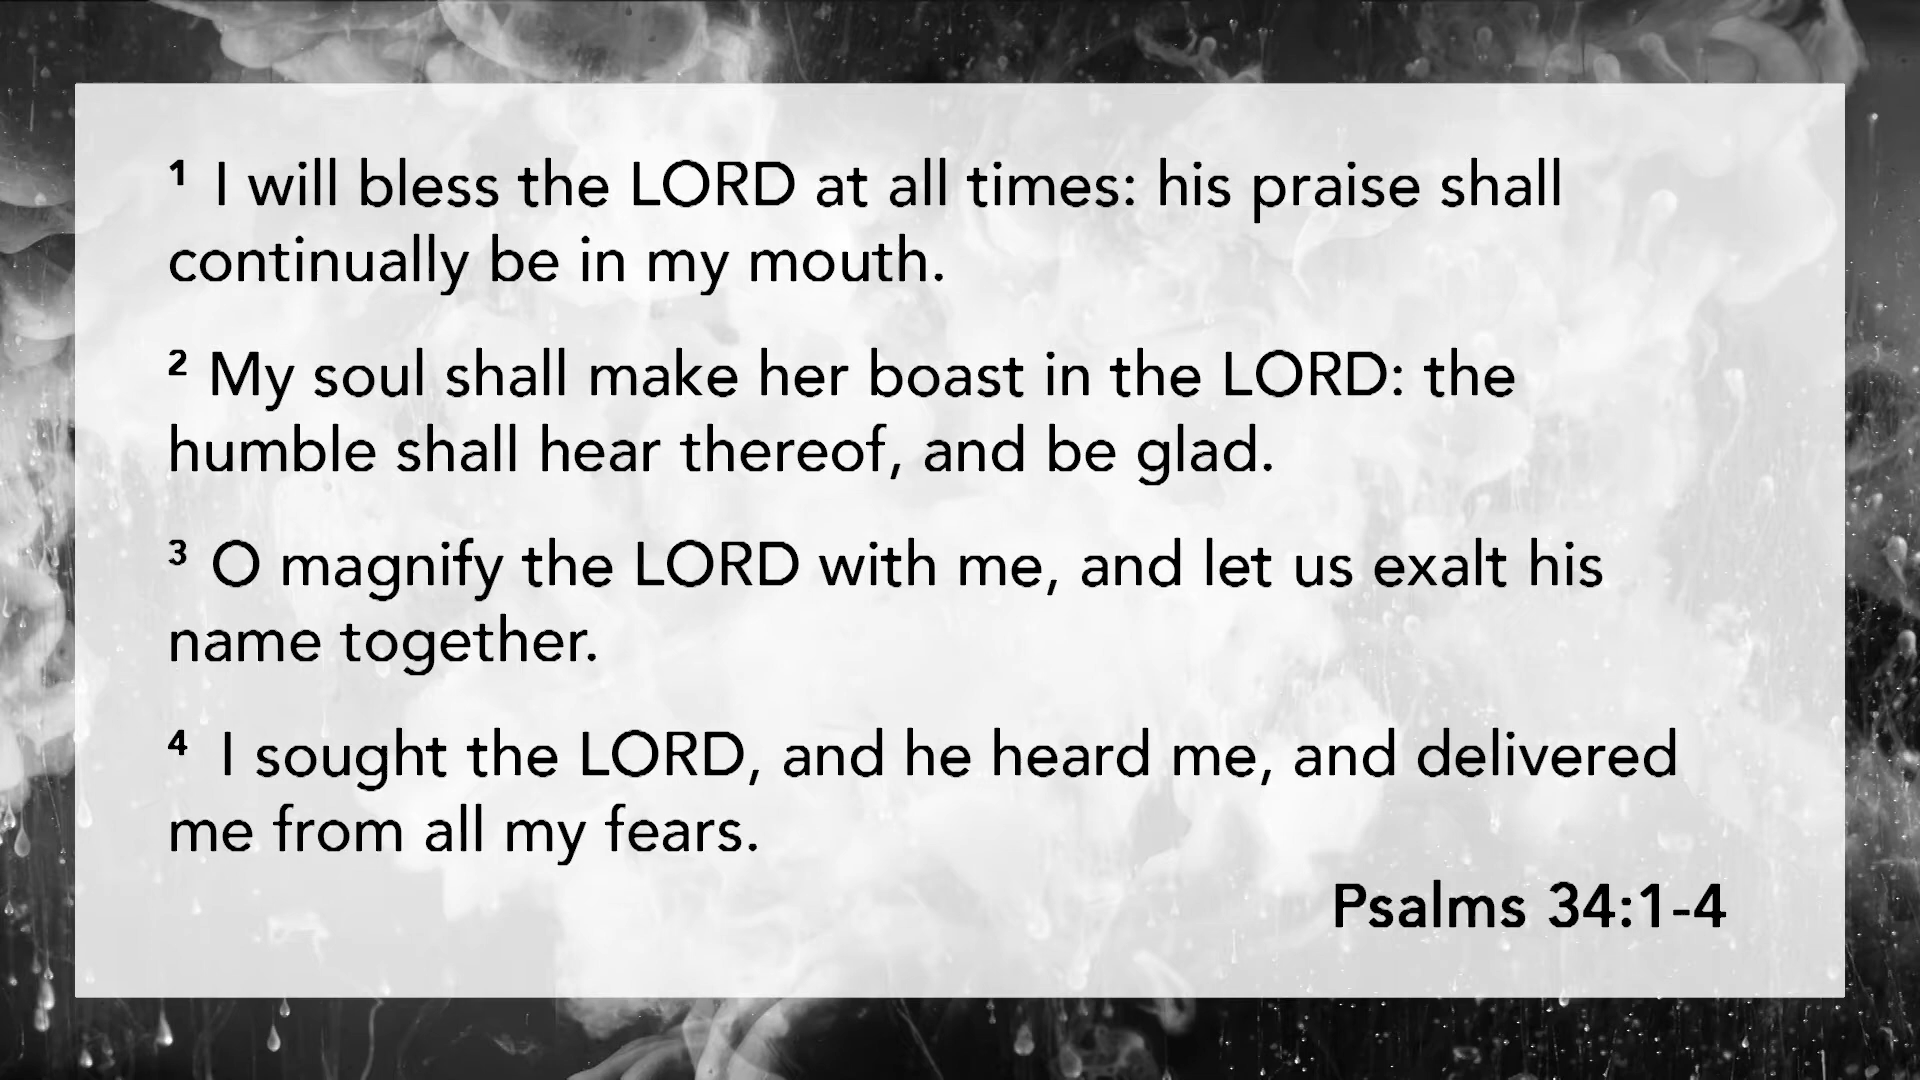 ¹ I will bless the LORD at all times: his praise shall
continually be in my mouth.
² My soul shall make her boast in the LORD: the
humble shall hear thereof, and be glad.
³ O magnify the LORD with me, and let us exalt his
name together.
⁴ I sought the LORD, and he heard me, and delivered
me from all my fears.
Psalms 34:1-4